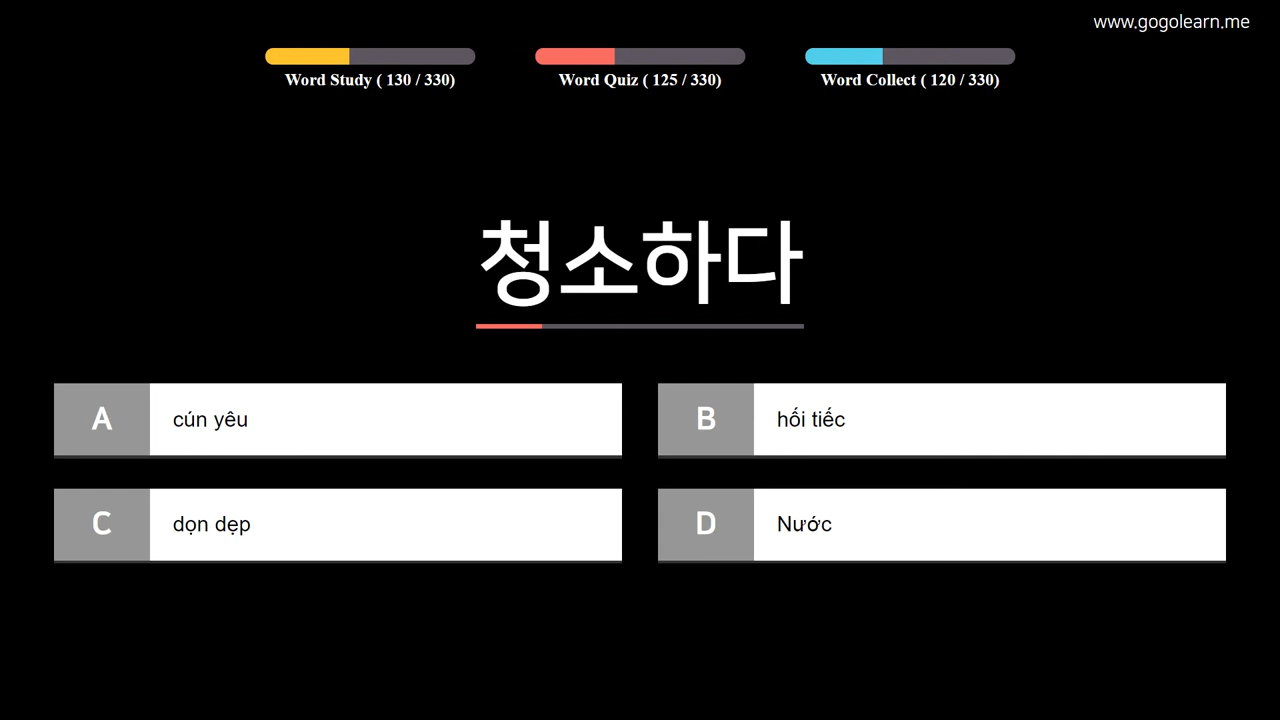 www.gogolearn.me
Word Study ( 130 / 330)
Word Quiz ( 125 / 330)
Word Collect ( 120 / 330)
청소하다
A cún yêu
B hối tiếc
C dọn dẹp
D Nước